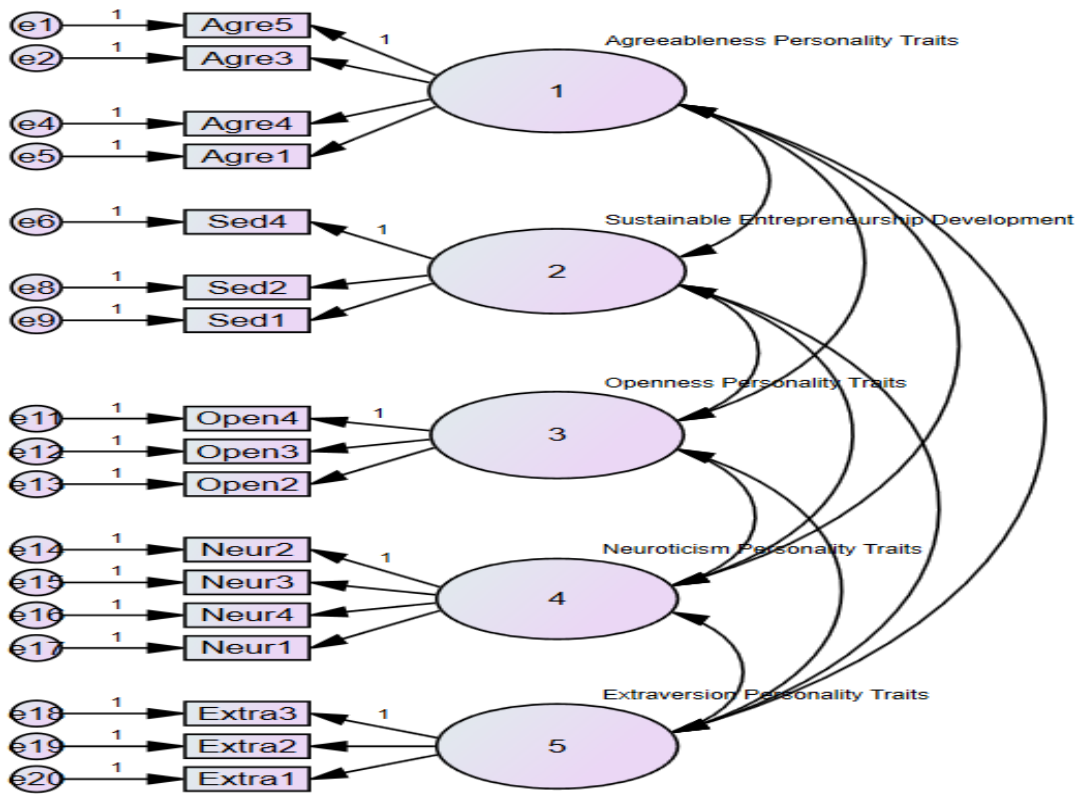 e1 1 Agre5 1 Agreeableness Personality Traits
e2 1 Agre3
1
e4 1 Agre4
e5 1 Agre1
e6 1 Sed4 1 Sustainable Entrepreneurship Development
2
e8 1 Sed2
e9 1 Sed1
Openness Personality Traits
e11 1 Open4 1
3
e12 1 Open3
e13 1 Open2
e14 1 Neur2 1 Neuroticism Personality Traits
e15 1 Neur3
4
e16 1 Neur4
e17 1 Neur1
Extraversion Personality Traits
e18 1 Extra3 1
e19 1 Extra2 5
e20 1 Extra1